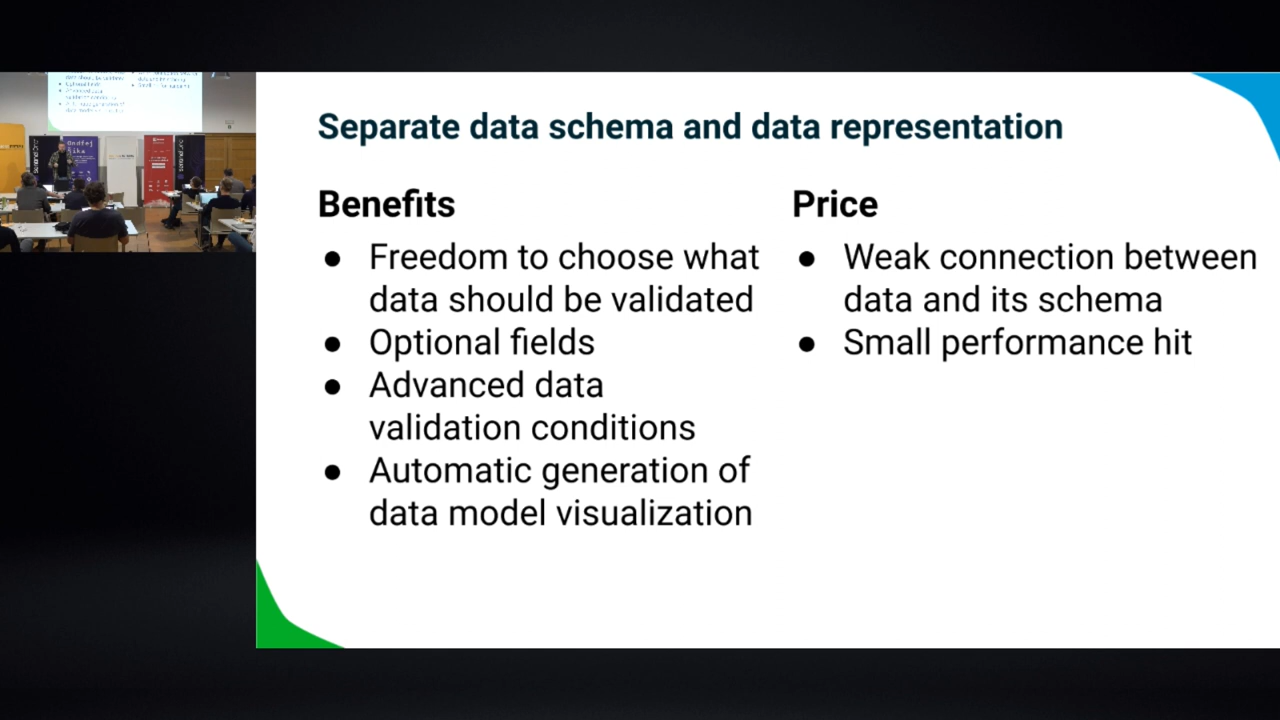 Separate data schema and data representation
Benefits
● Freedom to choose what
data should be validated
● Optional fields
● Advanced data
validation conditions
● Automatic generation of
data model visualization
Price
● Weak connection between
data and its schema
● Small performance hit
Ondřej